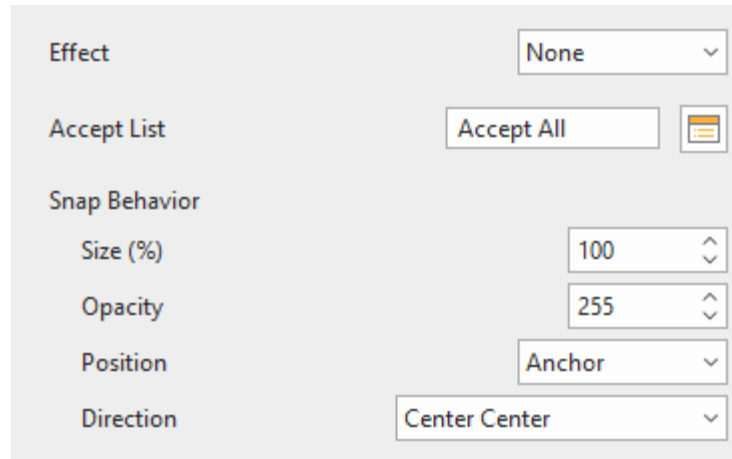 Effect None
Accept List Accept All
Snap Behavior
Size (%) 100
Opacity 255
Position Anchor
Direction Center Center